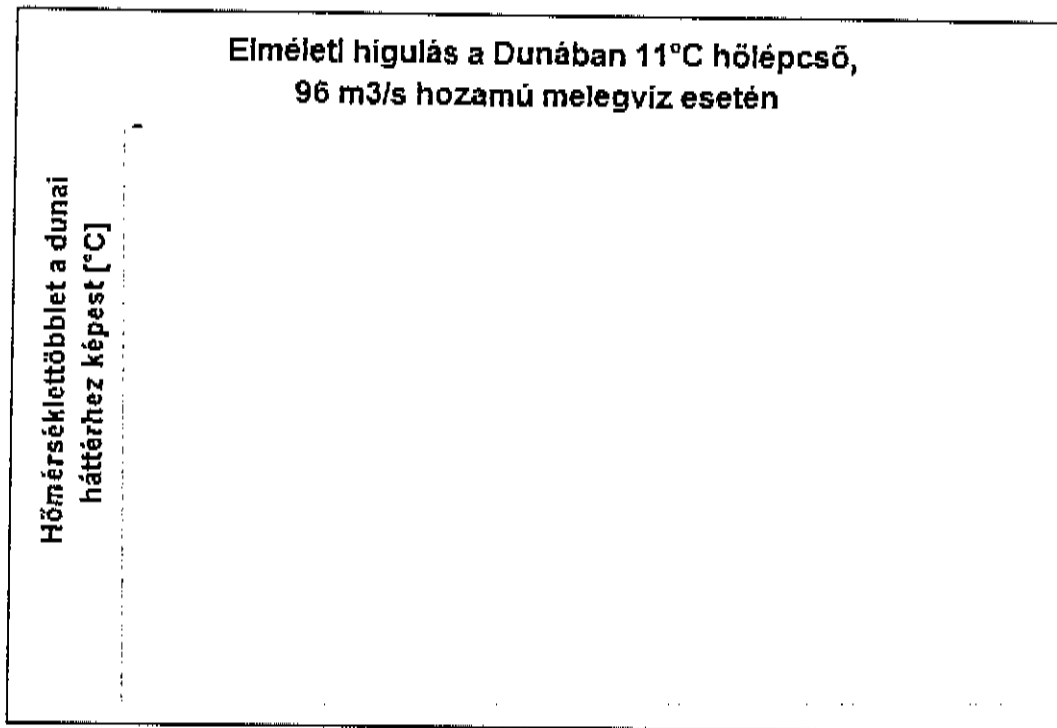 Elméleti hígulás a Dunában 11°C hőlépcső,
96 m3/s hozamú melegvíz esetén
Hőmérséklettöbblet a dunai
háttérhez képest [°C]